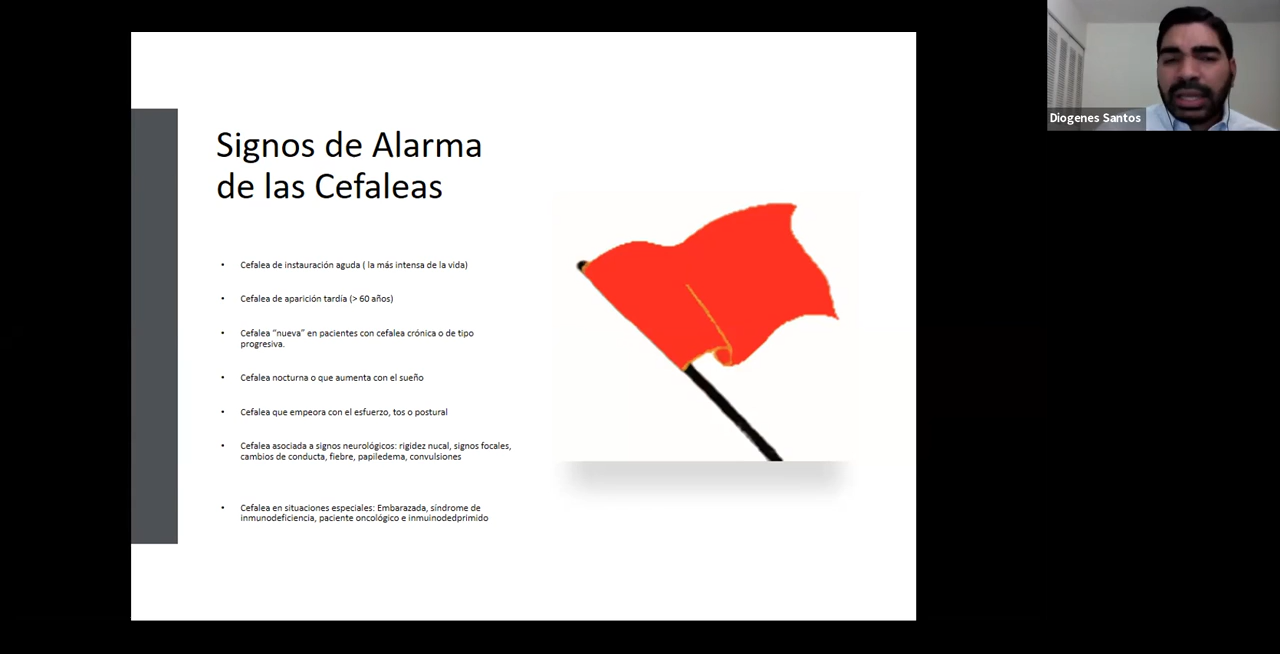 Signos de Alarma
de las Cefaleas
• Cefalea de instauración aguda ( la más intensa de la vida)
• Cefalea de aparición tardía (> 60 años)
• Cefalea “nueva” en pacientes con cefalea crónica o de tipo
progresiva.
• Cefalea nocturna o que aumenta con el sueño
• Cefalea que empeora con el esfuerzo, tos o postural
• Cefalea asociada a signos neurológicos: rigidez nucal, signos focales,
cambios de conducta, fiebre, papiledema, convulsiones
• Cefalea en situaciones especiales: Embarazada, síndrome de
inmunodeficiencia, paciente oncológico e inmuinodedprimido
Diogenes Santos